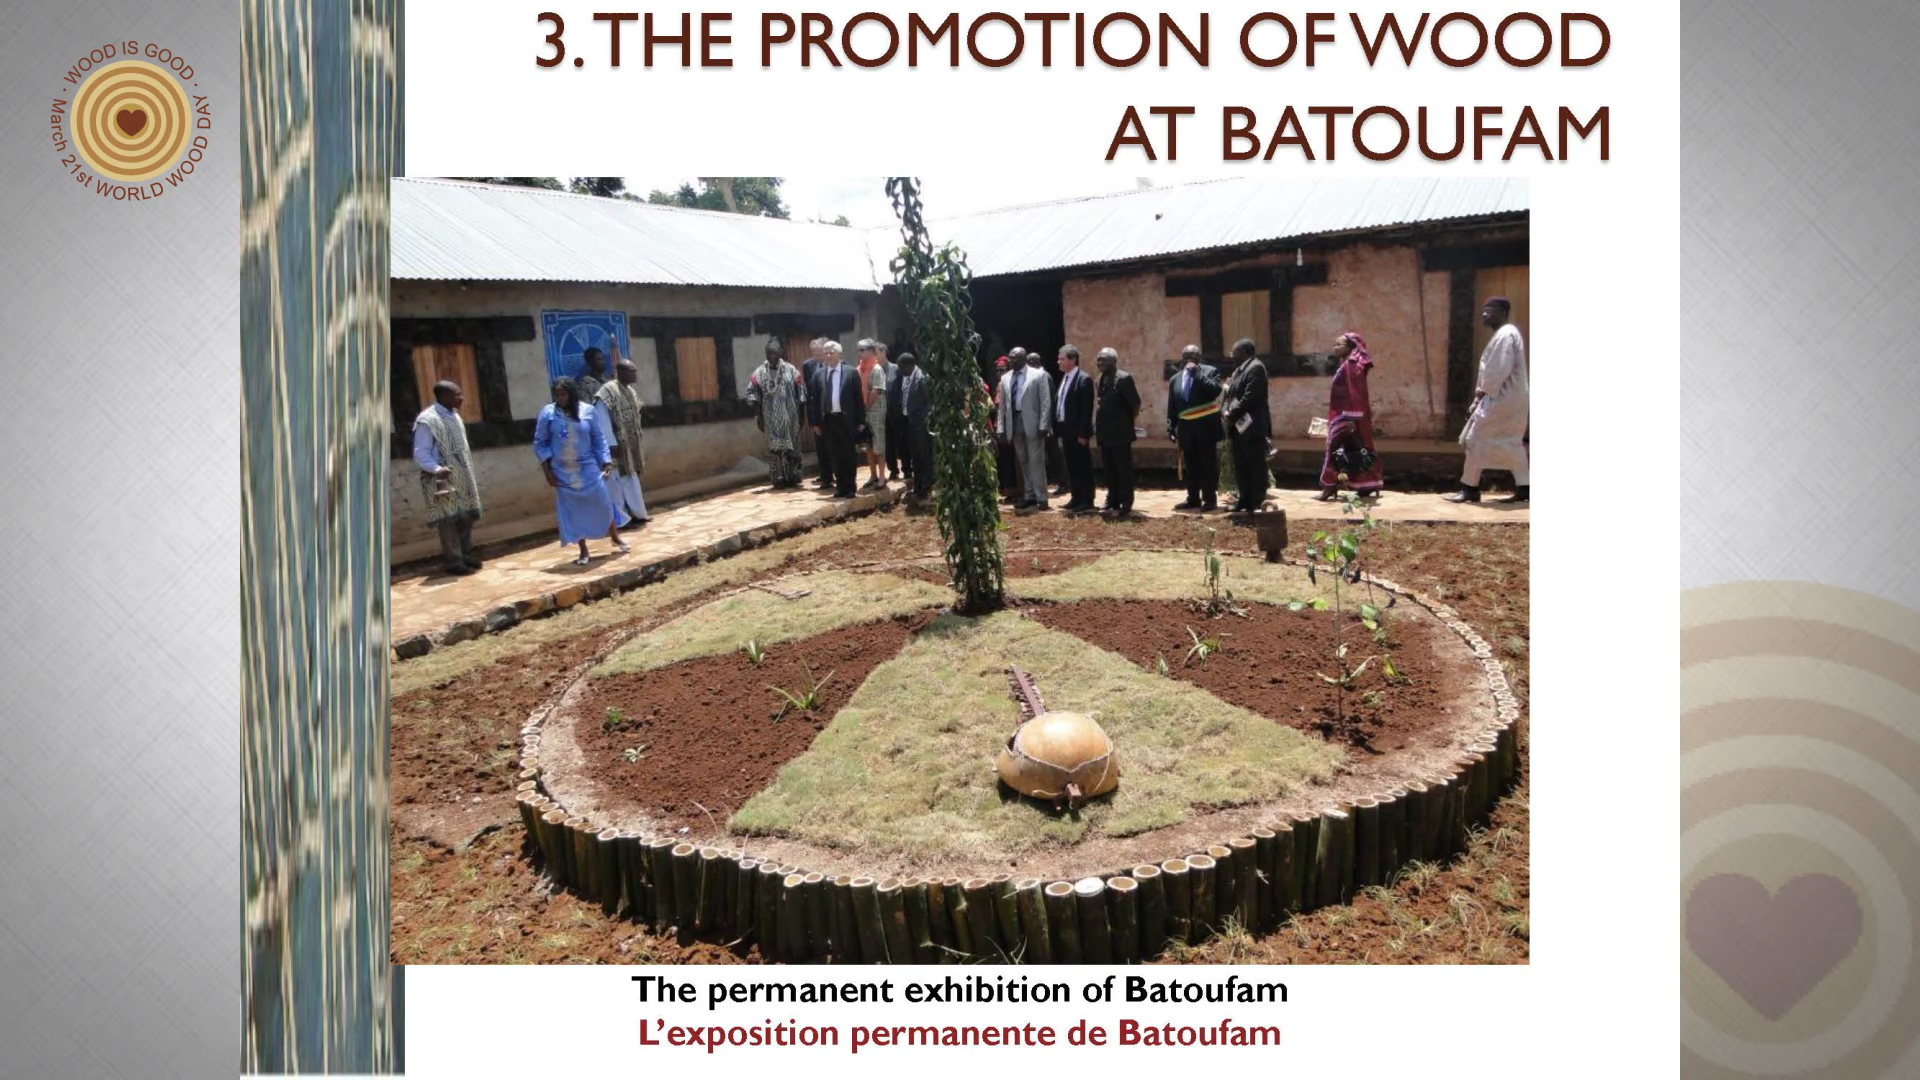 WOOD IS GOOD · March 21st WORLD WOOD DAY ·
3. THE PROMOTION OF WOOD
AT BATOUFAM
The permanent exhibition of Batoufam
L'exposition permanente de Batoufam